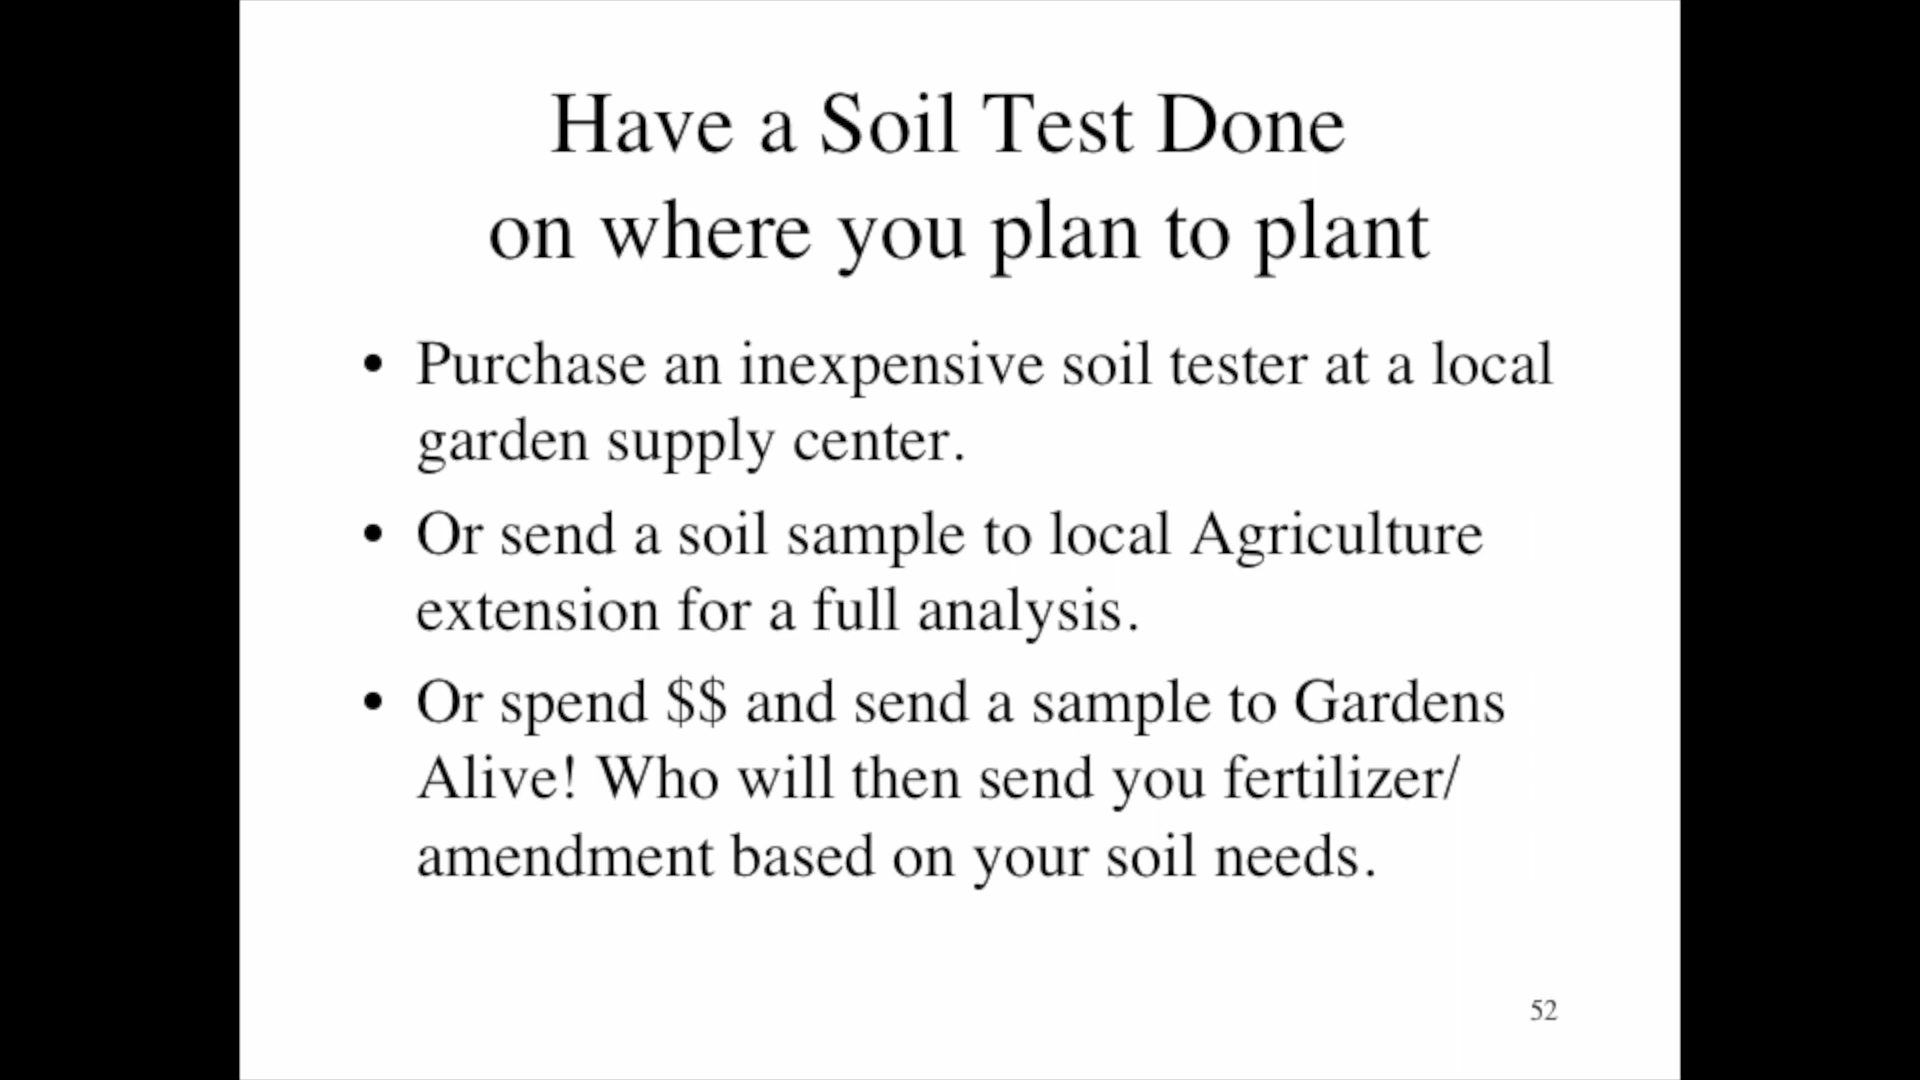 Have a Soil Test Done
on where you plan to plant
• Purchase an inexpensive soil tester at a local
garden supply center.
• Or send a soil sample to local Agriculture
extension for a full analysis.
• Or spend $$ and send a sample to Gardens
Alive! Who will then send you fertilizer/
amendment based on your soil needs.
52